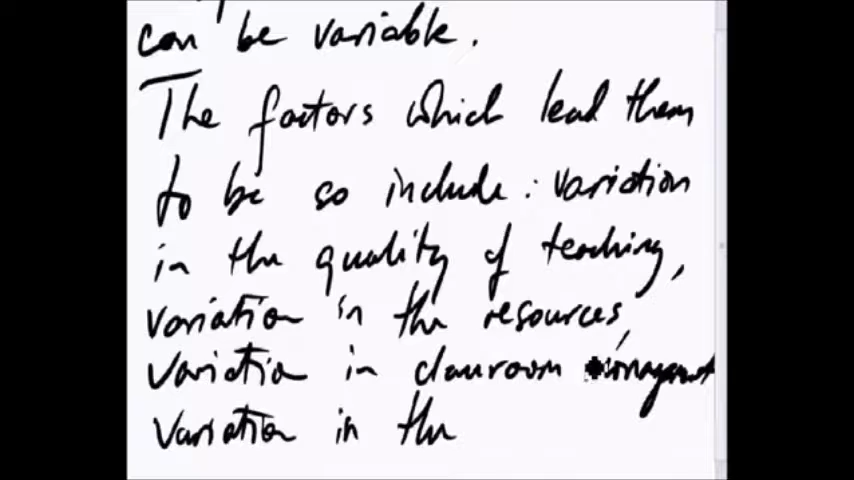 can be variable.
The factors which lead them
to be so include: variation
in the quality of teaching,
variation in the resources,
variation in classroom management
variation in the